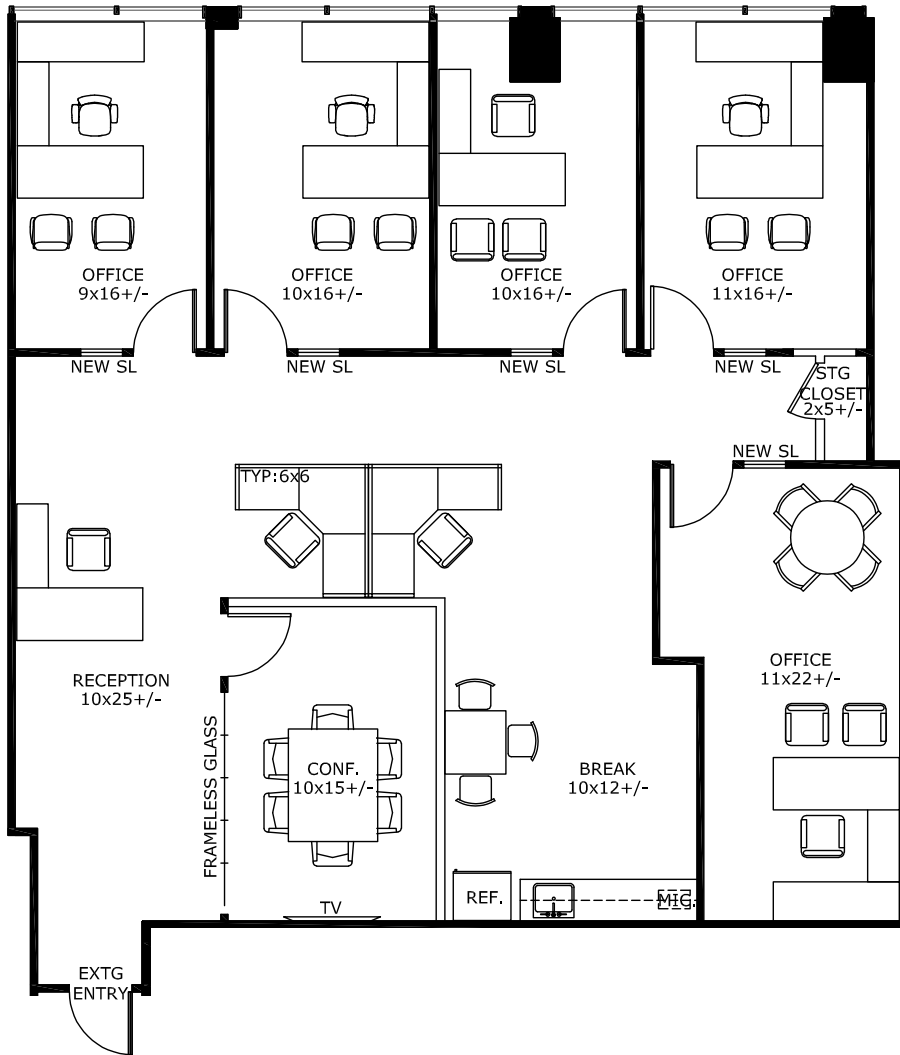 OFFICE
9x16+/-
OFFICE
10x16+/-
OFFICE
10x16+/-
OFFICE
11x16+/-
NEW SL
NEW SL
NEW SL
NEW SL
STG
CLOSET
2x5+/-
NEW SL
TYP:6x6
RECEPTION
10x25+/-
FRAMELESS GLASS
CONF.
10x15+/-
TV
BREAK
10x12+/-
REF.
MIC.
OFFICE
11x22+/-
EXTG
ENTRY